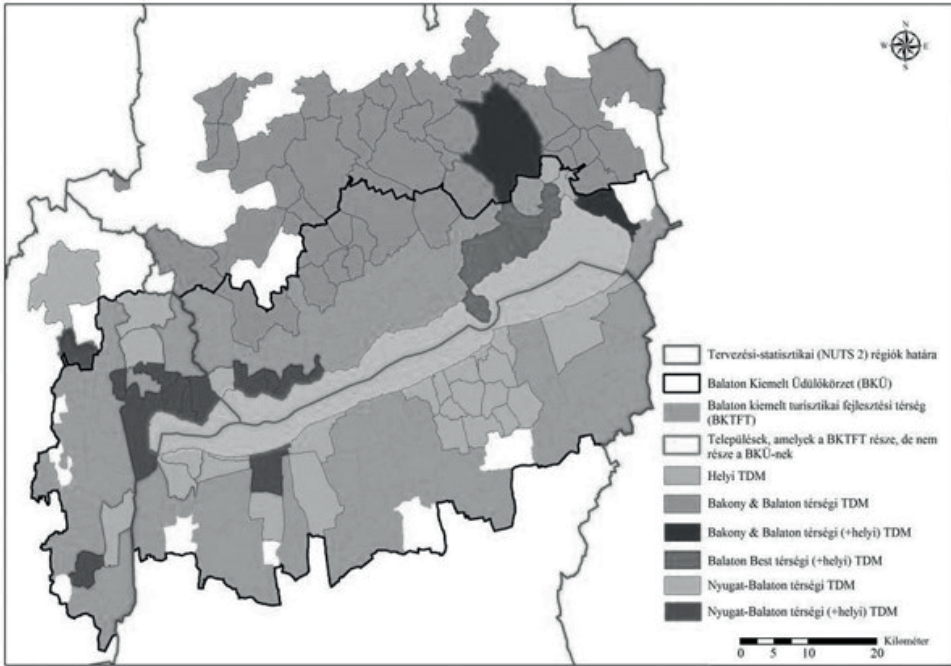 N
W E
S
Tervezési-statisztikai (NUTS 2) régiók határa
Balaton Kiemelt Üdülőkörzet (BKÜ)
Balaton kiemelt turisztikai fejlesztési térség
(BKTFT)
Települések, amelyek a BKTFT része, de nem
része a BKÜ-nek
Helyi TDM
Bakony & Balaton térségi TDM
Bakony & Balaton térségi (+helyi) TDM
Balaton Best térségi (+helyi) TDM
Nyugat-Balaton térségi TDM
Nyugat-Balaton térségi (+helyi) TDM
Kilométer
0 5 10 20